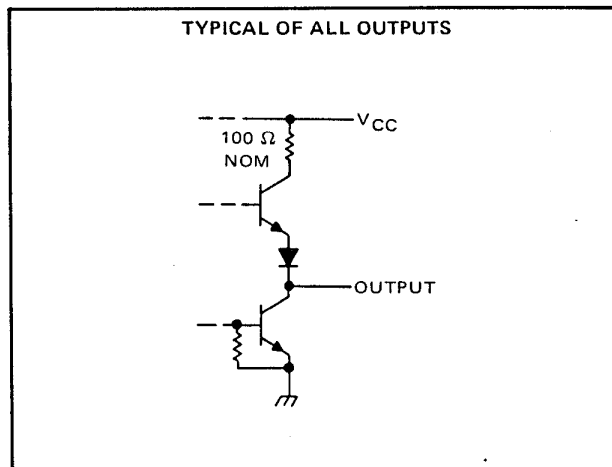 TYPICAL OF ALL OUTPUTS
VCC
100 Ω
NOM
OUTPUT